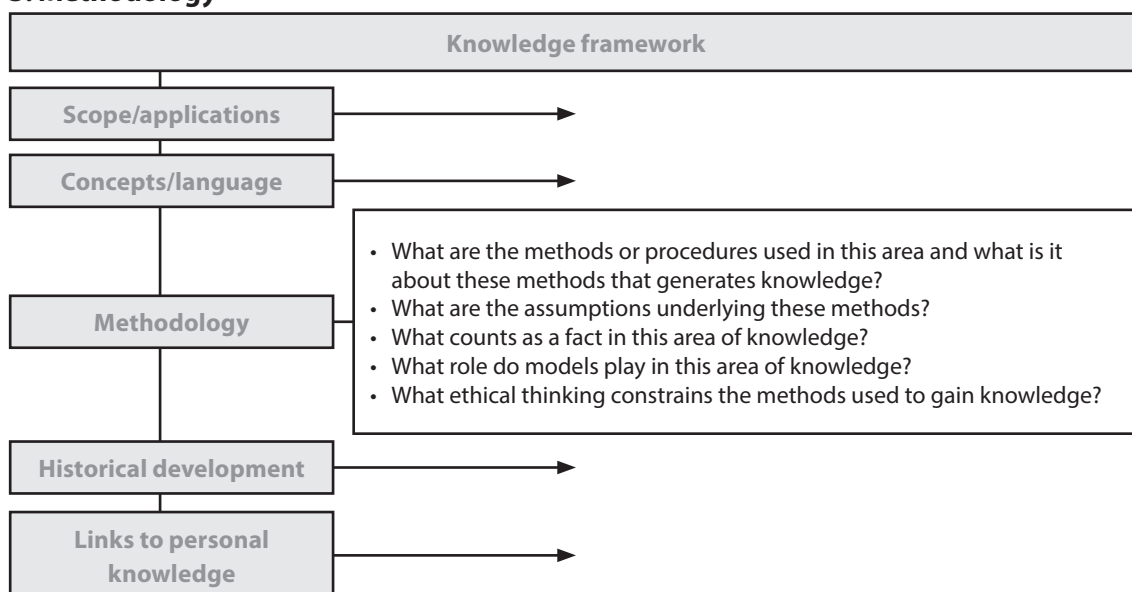 3. Methodology
Knowledge framework
Scope/applications
Concepts/language
Methodology
• What are the methods or procedures used in this area and what is it
about these methods that generates knowledge?
• What are the assumptions underlying these methods?
• What counts as a fact in this area of knowledge?
• What role do models play in this area of knowledge?
• What ethical thinking constrains the methods used to gain knowledge?
Historical development
Links to personal
knowledge